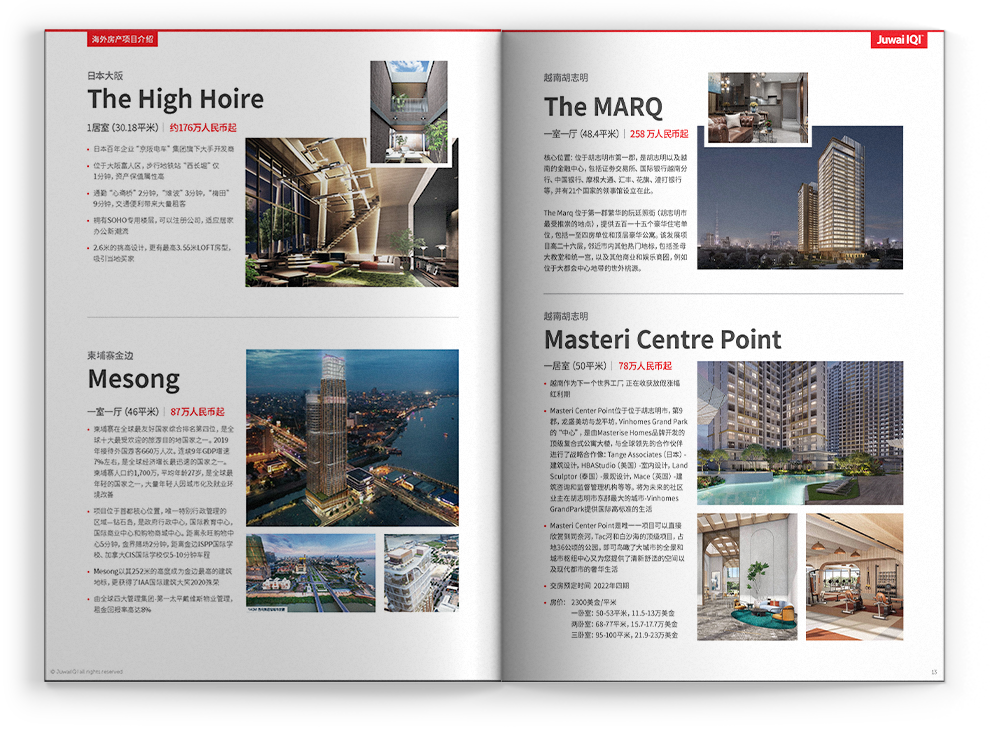 海外房产项目介绍
日本大阪
The High Hoire
1居室 (30.18平米) | 约176万人民币起
• 日本百年企业“京阪电车”集团旗下大手开发商
• 位于大阪富人区, 步行地铁站“西长堀”仅
1分钟, 资产保值属性高
• 通勤“心斋桥”2分钟, “难波”3分钟, “梅田”
9分钟, 交通便利带来大量租客
• 拥有SOHO专用楼层, 可以注册公司, 适应居家
办公新潮流
• 2.6米的挑高设计, 更有最高3.55米LOFT房型,
吸引当地买家
柬埔寨金边
Mesong
一室一厅 (46平米) | 87万人民币起
• 柬埔寨在全球最友好国家综合排名第四位, 是全
球十大最受欢迎的旅游目的地国家之一。2019
年接待外国游客660万人次。连续9年GDP增速
7%左右, 是全球经济增长最迅速的国家之一。
柬埔寨人口约1,700万, 平均年龄27岁, 是全球最
年轻的国家之一。大量年轻人因城市化及就业环
境改善
• 项目位于首都核心位置, 唯一特别行政管理的
区域—钻石岛, 是政府行政中心, 国际教育中心,
国际商业中心和购物商城中心。距离永旺购物中
心5分钟, 金界赌场2分钟, 距离金边ISPP国际学
校、加拿大CIS国际学校仅5-10分钟车程
• Mesong以其252米的高度成为金边最高的建筑
地标, 更获得了IAA国际建筑大奖2020殊荣
• 由全球四大管理集团-第一太平戴维斯物业管理,
租金回报率高达8%
© Juwai IQI all rights reserved
Juwai IQI
越南胡志明
The MARQ
一室一厅 (48.4平米) | 258 万人民币起
核心位置: 位于胡志明市第一郡, 是胡志明以及越
南的金融中心, 包括证券交易所、国际银行越南分
行、中国银行、摩根大通、汇丰、花旗、渣打银行
等, 并有21个国家的领事馆设立在此。
The Marq 位于第一郡繁华的阮廷照街 (胡志明市
最受推崇的地点), 提供五百一十五个豪华住宅单
位, 包括一至四房单位和顶层豪华公寓。该发展项
目高二十六层, 邻近市内其他热门地标, 包括圣母
大教堂和统一宫, 以及其他商业和娱乐商圈, 例如
位于大都会中心地带的世外桃源。
越南胡志明
Masteri Centre Point
一居室 (50平米) | 78万人民币起
• 越南作为下一个世界工厂, 正在收获放假涨幅
红利斯
• Masteri Center Point位于位于胡志明市, 第9
郡, 龙盛美坊与龙平坊, Vinhomes Grand Park
的“中心”, 是由Masterise Homes品牌开发的
顶级复合式公寓大楼, 与全球领先的合作伙伴
进行了战略合作像: Tange Associates (日本) -
建筑设计, HBAStudio (美国) -室内设计, Land
Sculptor (泰国) -景观设计, Mace (英国) -建
筑咨询和监督管理机构等等, 将为未来的社区
业主在胡志明市东部最大的城市-Vinhomes
GrandPark提供国际高标准的生活
• Masteri Center Point是唯一一项目可以直接
欣赏到同奈河, Tac河和白沙海的顶级项目, 占
地36公顷的公园, 即可鸟瞰了大城市的全景和
城市枢纽中心又为您提供了清新舒适的空间以
及现代都市的奢华生活
• 交房预定时间 2022年四期
• 房价: 2300美金/平米
一卧室: 50-53平米, 11.5-13万美金
两卧室: 68-77平米, 15.7-17.7万美金
三卧室: 95-100平米, 21.9-23万美金
15